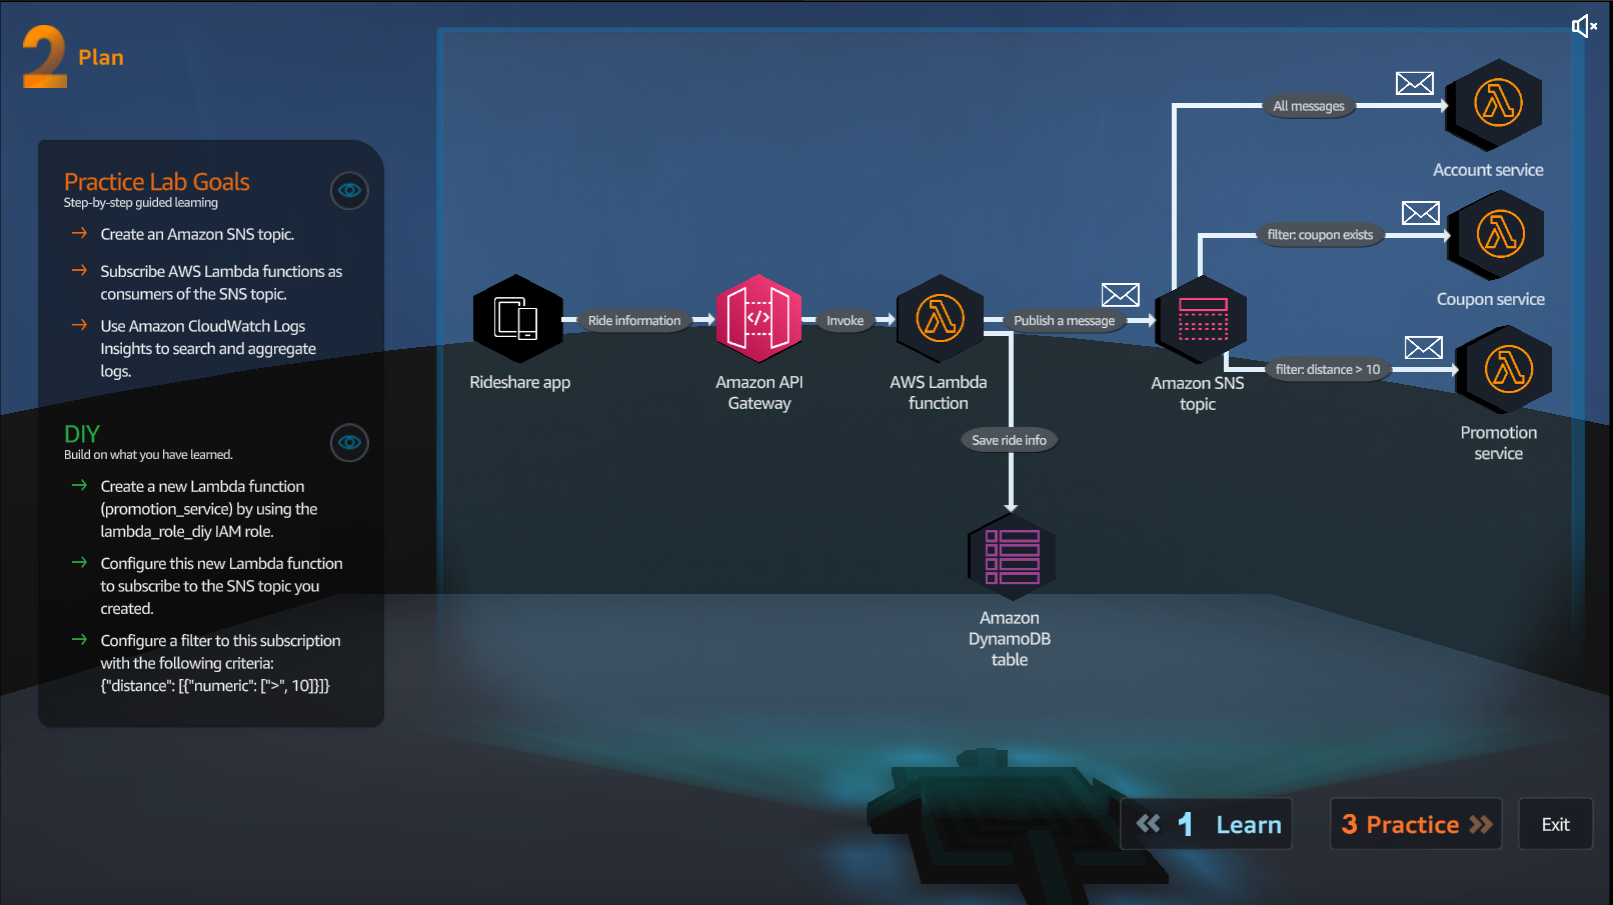 2 Plan
Practice Lab Goals
Step-by-step guided learning
Create an Amazon SNS topic.
Subscribe AWS Lambda functions as
consumers of the SNS topic.
Use Amazon CloudWatch Logs
Insights to search and aggregate
logs.
DIY
Build on what you have learned.
Create a new Lambda function
(promotion_service) by using the
lambda_role_diy IAM role.
Configure this new Lambda function
to subscribe to the SNS topic you
created.
Configure a filter to this subscription
with the following criteria:
{"distance": [{"numeric": [">", 10]}]}
Rideshare app
Ride information
Amazon API
Gateway
Invoke
AWS Lambda
function
Publish a message
Save ride info
Amazon
DynamoDB
table
Amazon SNS
topic
All messages
Account service
filter: coupon exists
Coupon service
filter: distance > 10
Promotion
service
1 Learn
3 Practice
Exit